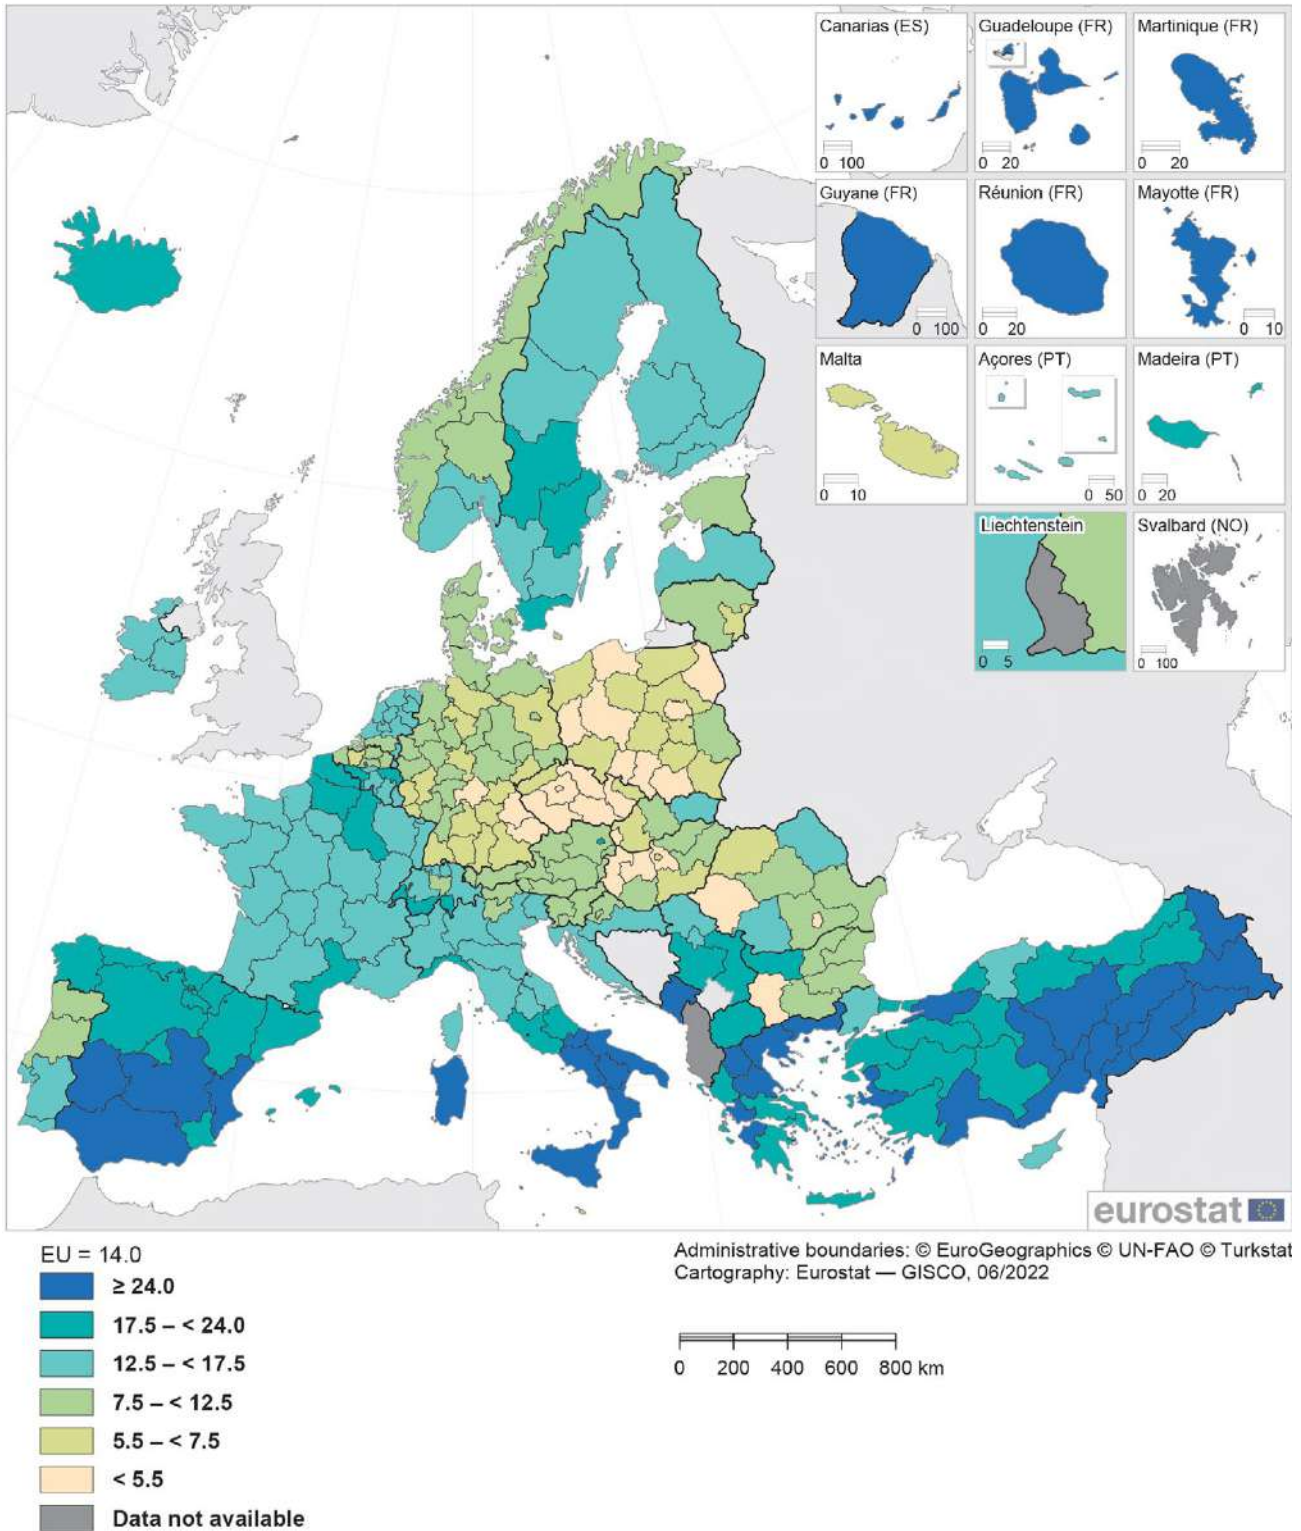 Canarias (ES)
0 100
Guadeloupe (FR)
0 20
Martinique (FR)
0 20
Guyane (FR)
0 100
Réunion (FR)
0 20
Mayotte (FR)
0 10
Malta
0 10
Açores (PT)
0 50
Madeira (PT)
0 20
Liechtenstein
0 5
Svalbard (NO)
0 100
eurostat
EU = 14.0
≥ 24.0
17.5 – < 24.0
12.5 – < 17.5
7.5 – < 12.5
5.5 – < 7.5
< 5.5
Data not available
Administrative boundaries: © EuroGeographics © UN-FAO © Turkstat
Cartography: Eurostat — GISCO, 06/2022
0 200 400 600 800 km